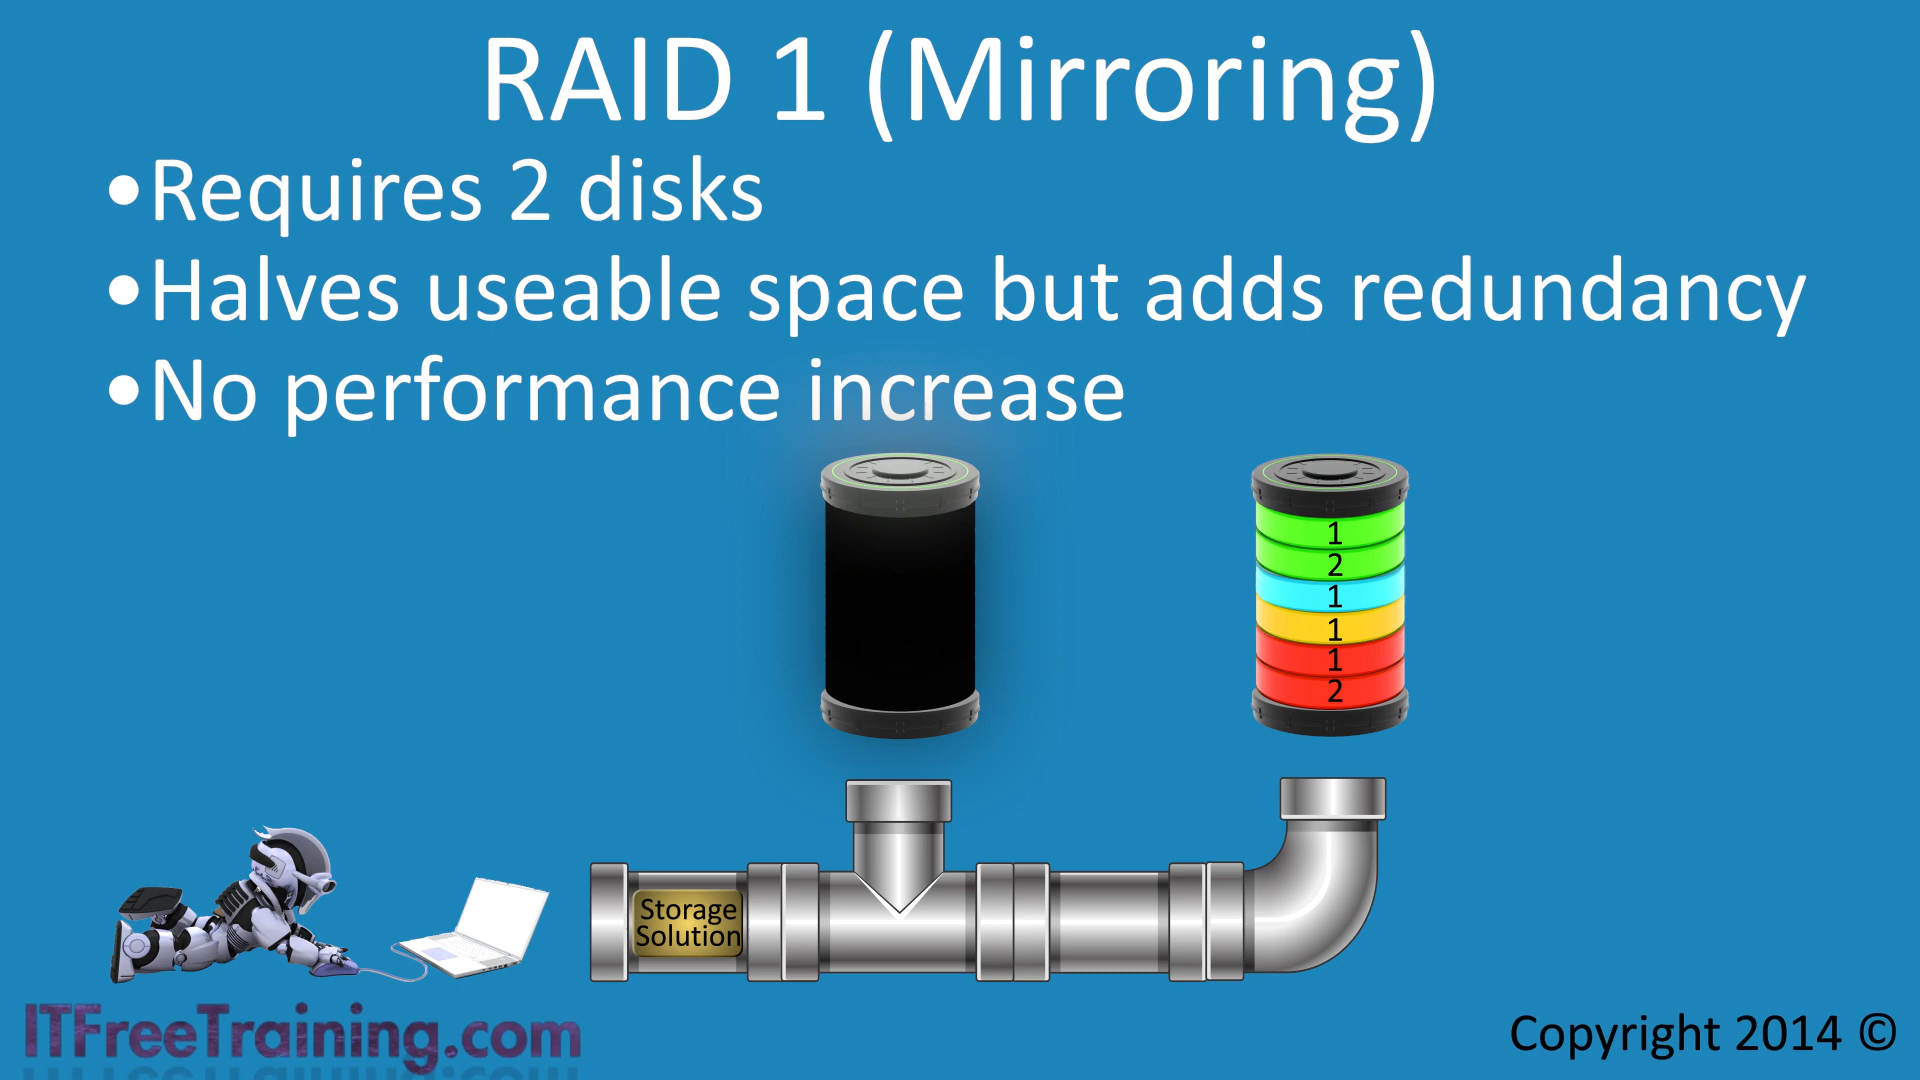 RAID 1 (Mirroring)
•Requires 2 disks
•Halves useable space but adds redundancy
•No performance increase
1
2
1
1
1
2
Storage
Solution
ITFreeTraining.com
Copyright 2014 ©